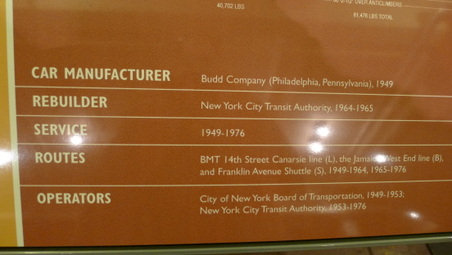 40,702 LBS
81,476 LBS TOTAL
CAR MANUFACTURER
Budd Company (Philadelphia, Pennsylvania), 1949
REBUILDER
New York City Transit Authority, 1964-1965
SERVICE
1949-1976
ROUTES
BMT 14th Street Canarsie line (L), the Jamaica West End line (B),
and Franklin Avenue Shuttle (S), 1949-1964, 1965-1976
OPERATORS
City of New York Board of Transportation, 1949-1953;
New York City Transit Authority, 1953-1976